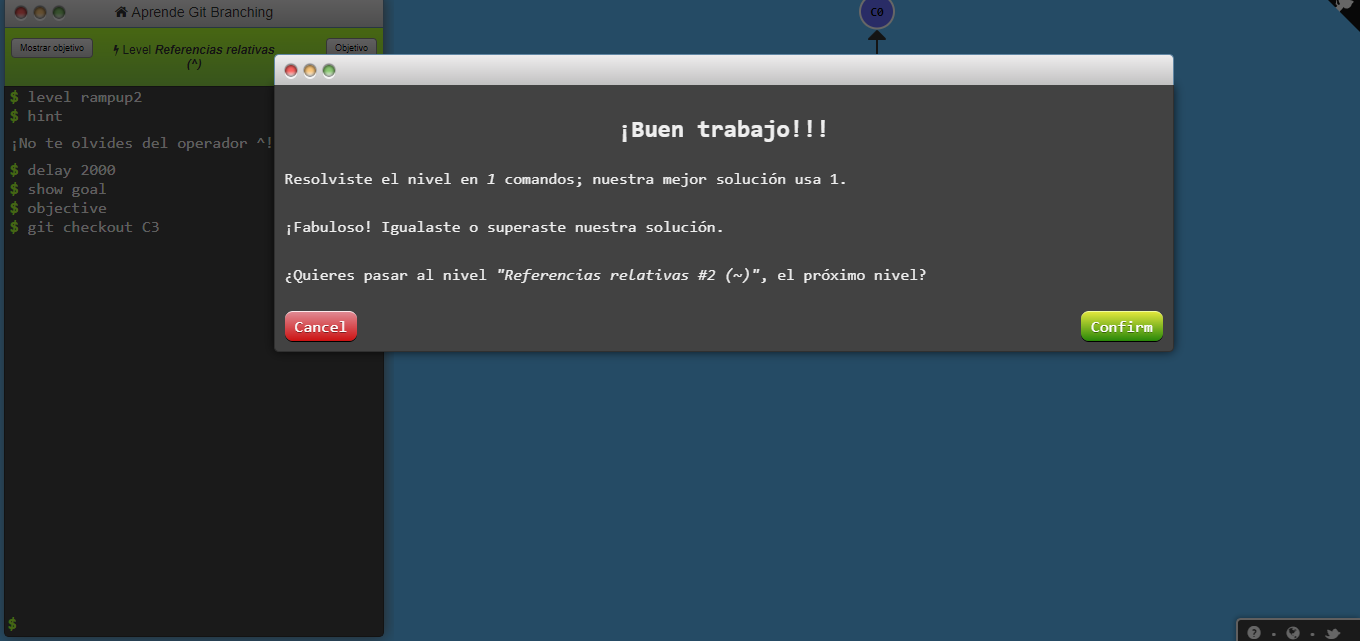 Aprende Git Branching
Mostrar objetivo
Level Referencias relativas
(^)
Objetivo
$ level rampup2
$ hint
¡No te olvides del operador ^!
$ delay 2000
$ show goal
$ objective
$ git checkout C3
$
C0
¡Buen trabajo!!!
Resolviste el nivel en 1 comandos; nuestra mejor solución usa 1.
¡Fabuloso! Igualaste o superaste nuestra solución.
¿Quieres pasar al nivel "Referencias relativas #2 (~)", el próximo nivel?
Cancel
Confirm